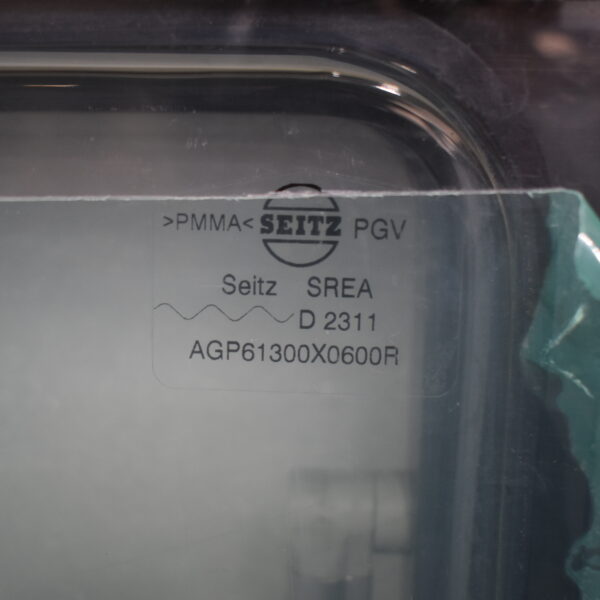 >PMMA< SEITZ PGV
Seitz SREA
D 2311
AGP61300X0600R